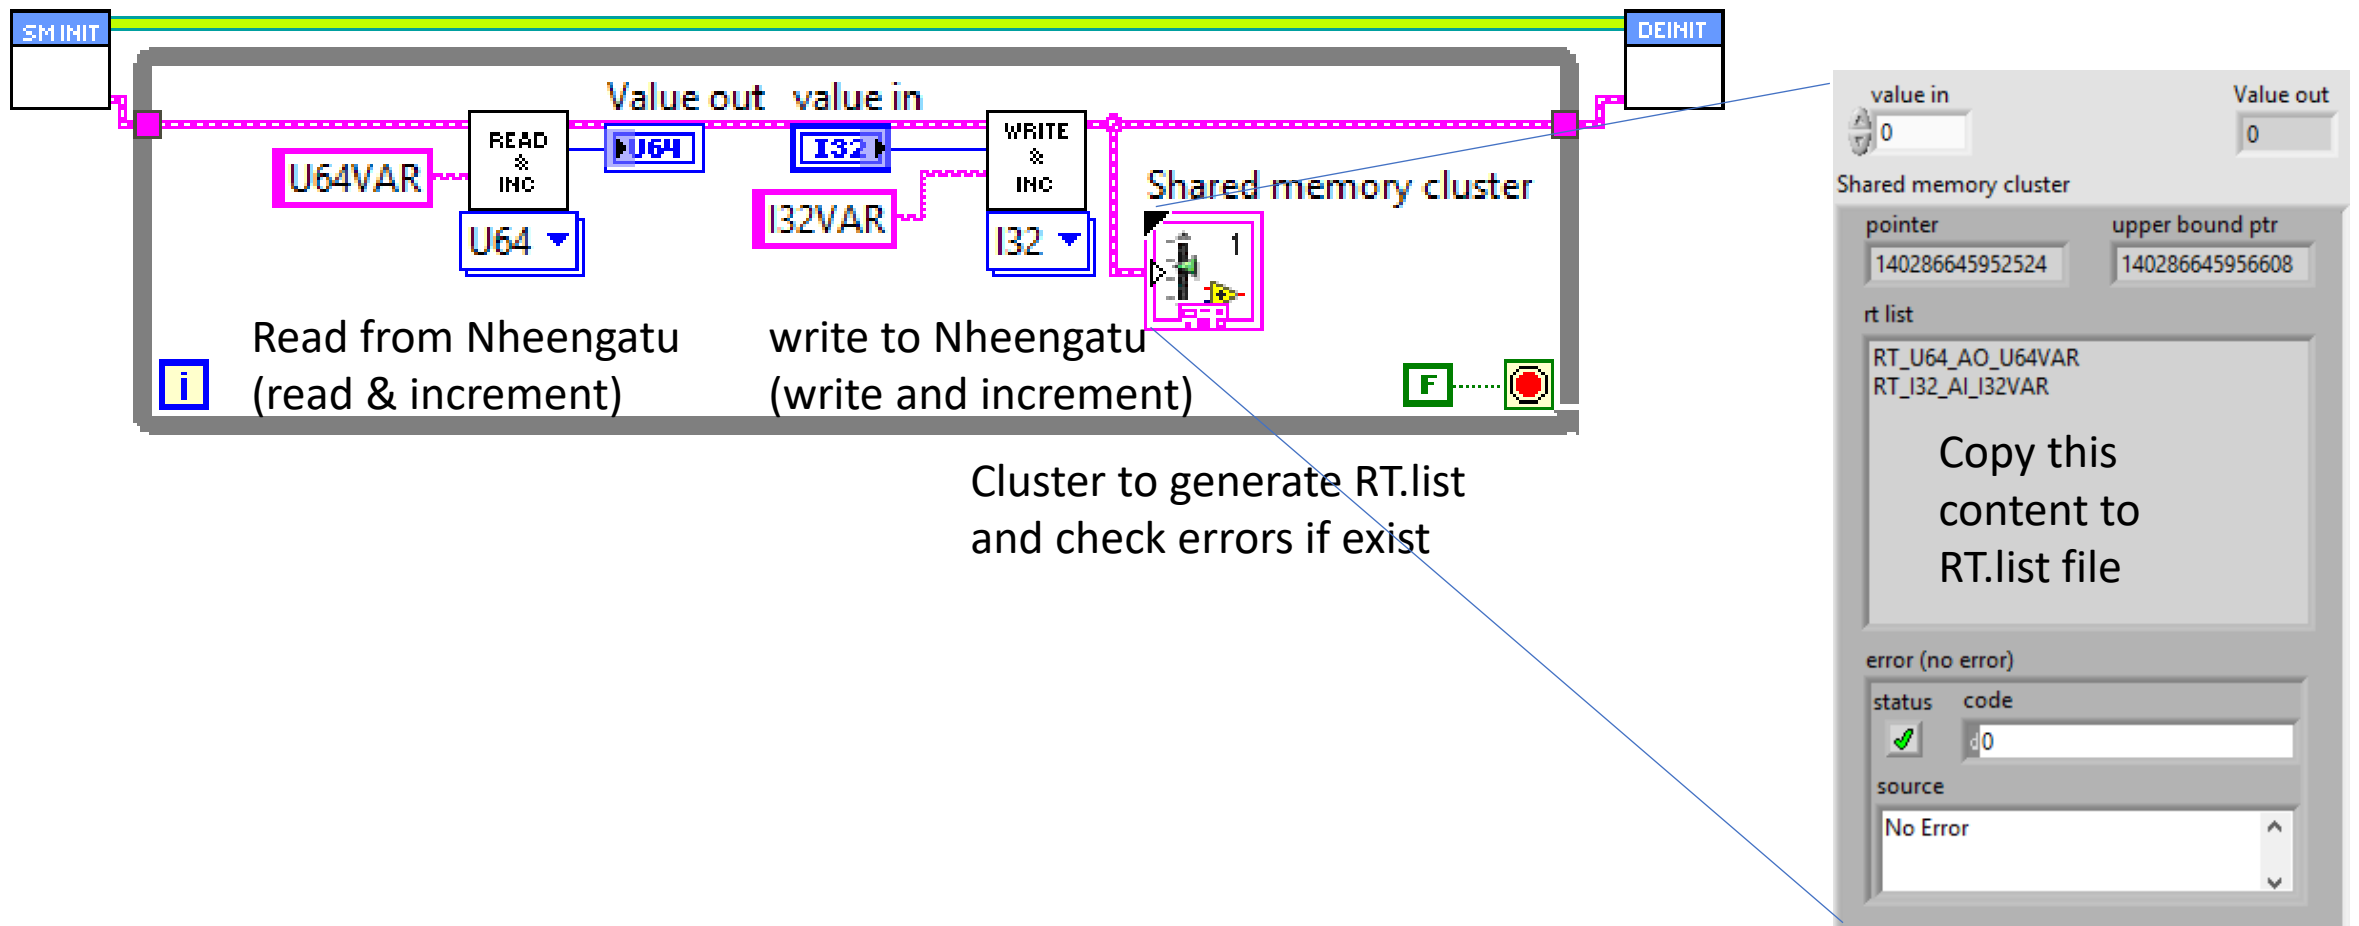 SM INIT
DEINIT
Value out
value in
READ
&
INC
U64
I32
WRITE
&
INC
U64VAR
I32VAR
U64
I32
Shared memory cluster
1
Read from Nheengatu
(read & increment)
write to Nheengatu
(write and increment)
i
F
Cluster to generate RT.list
and check errors if exist
value in
Value out
0
0
Shared memory cluster
pointer
upper bound ptr
140286645952524
140286645956608
rt list
RT_U64_AO_U64VAR
RT_I32_AI_I32VAR
Copy this
content to
RT.list file
error (no error)
status
code
d
0
source
No Error